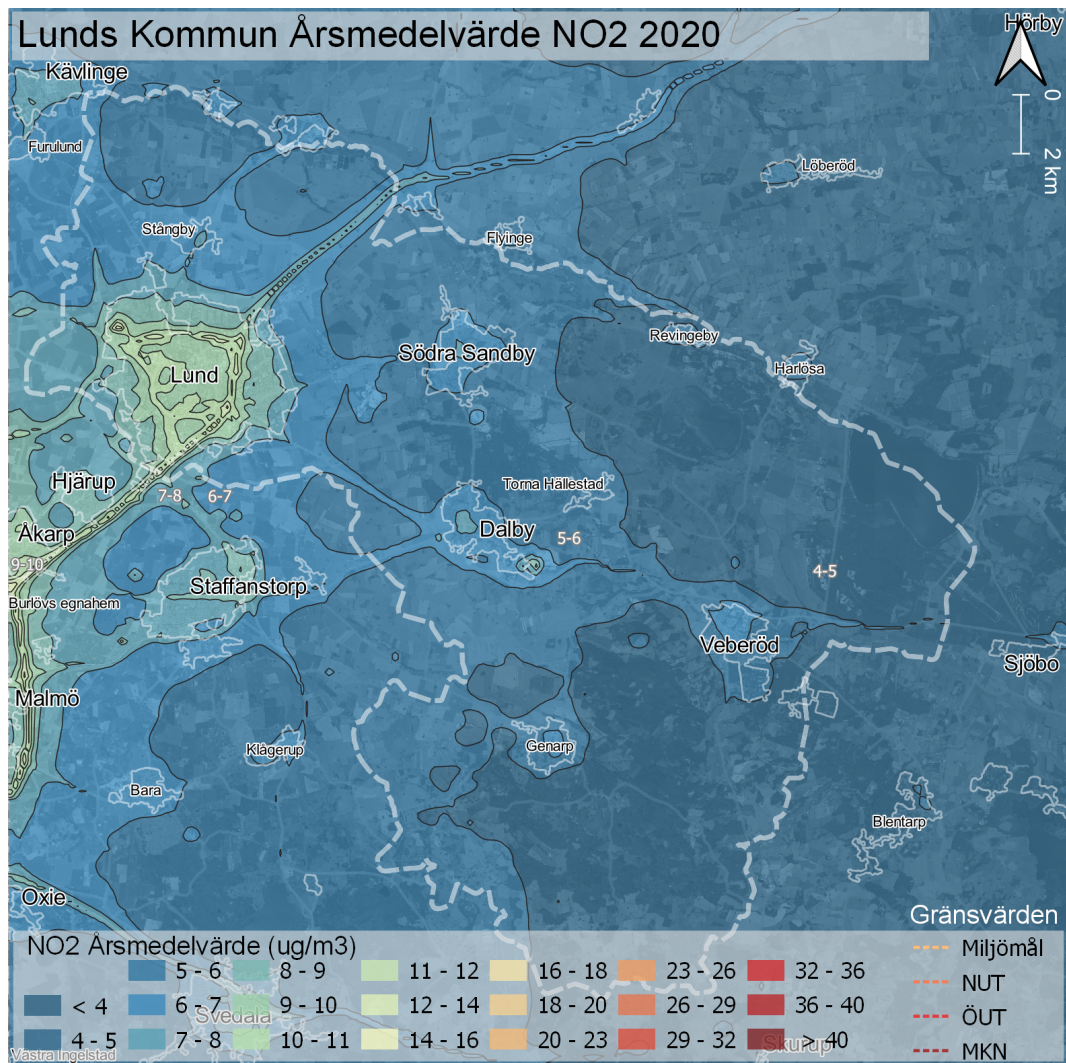 Lunds Kommun Årsmedelvärde NO2 2020
Hörby
Kävlinge
0
2 km
Furulund
Löberöd
Stångby
Flyinge
Revingeby
Södra Sandby
Harlösa
Lund
Hjärup
Torna Hällestad
7-8
6-7
Dalby
Åkarp
5-6
9-10
4-5
Staffanstorp
Burlövs egnahem
Veberöd
Sjöbo
Malmö
Klågerup
Genarp
Bara
Blentarp
Oxie
Gränsvärden
Miljömål
NUT
ÖUT
MKN
NO2 Årsmedelvärde (ug/m3)
< 4
4 - 5
5 - 6
6 - 7
7 - 8
8 - 9
9 - 10
10 - 11
11 - 12
12 - 14
14 - 16
16 - 18
18 - 20
20 - 23
23 - 26
26 - 29
29 - 32
32 - 36
36 - 40
> 40
Svedala
Skurup
Västra Ingelstad